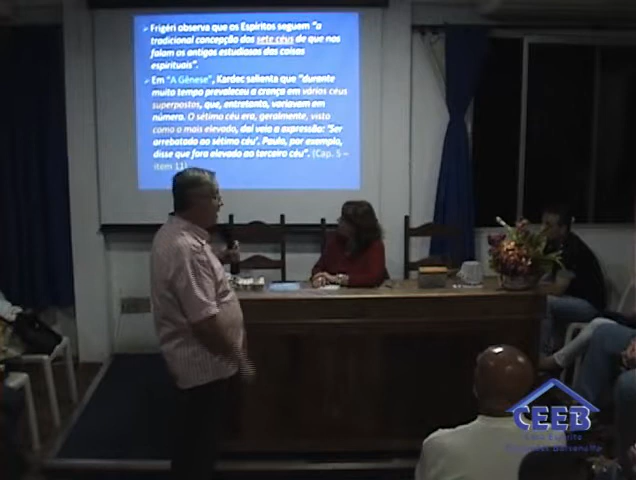 Frigéri observa que os Espíritos seguem "a
tradicional concepção dos sete céus de que nos
falam os antigos estudiosos das coisas
espirituais".
Em "A Gênese", Kardec salienta que "durante
muito tempo prevaleceu a crença em vários céus
superpostos, que, entretanto, variavam em
número. O sétimo céu era, geralmente, visto
como o mais elevado, daí veio a expressão: 'Ser
arrebatado ao sétimo céu'. Paulo, por exemplo,
disse que fora elevado ao terceiro céu". (Cap. 5 –
item 11)
CEEB